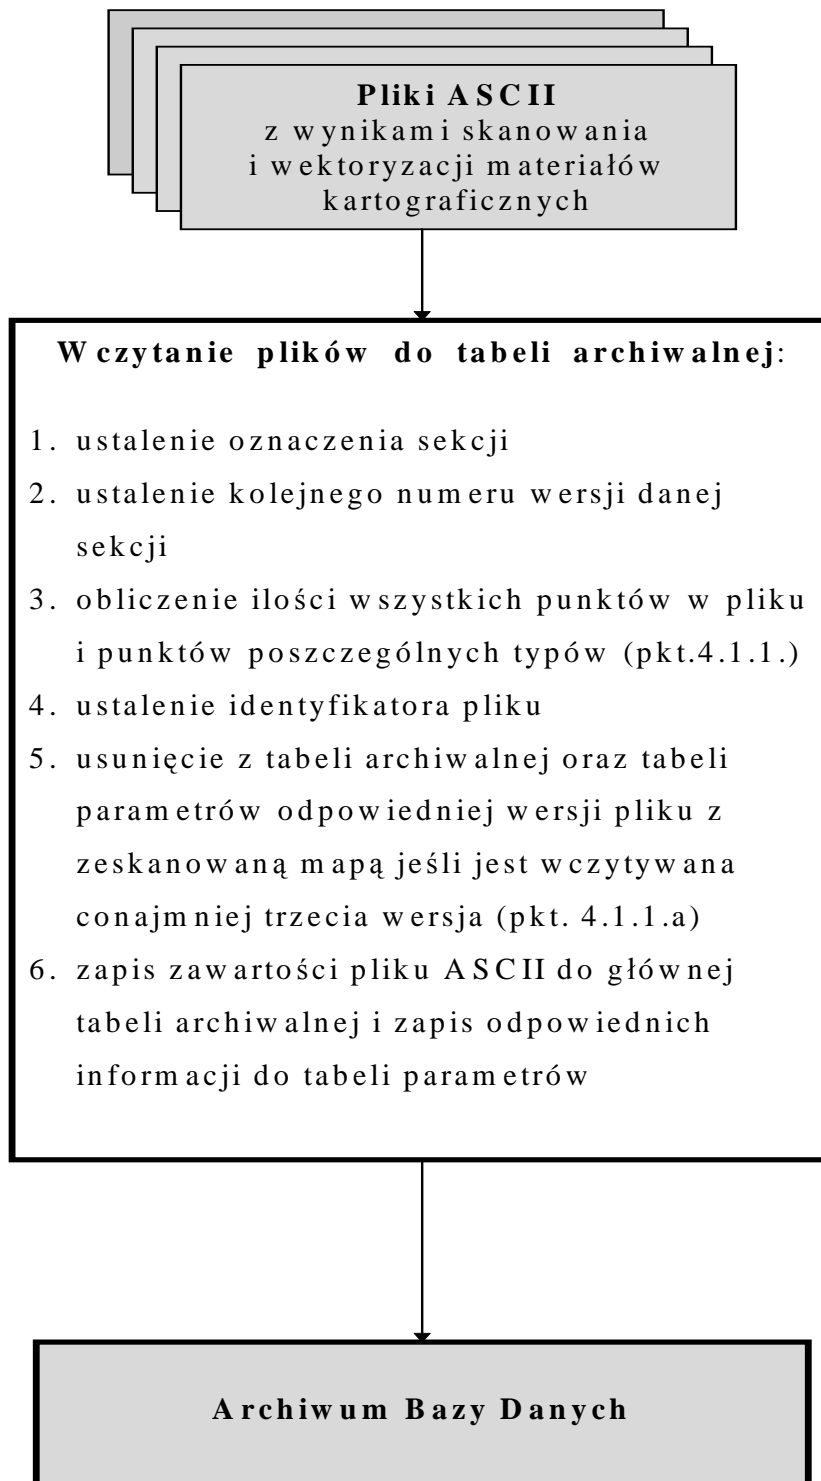 Pliki ASCII
z wynikami skanowania
i wektoryzacji materiałów
kartograficznych
Wczytanie plików do tabeli archiwalnej:
1. ustalenie oznaczenia sekcji
2. ustalenie kolejnego numeru wersji danej
sekcji
3. obliczenie ilości wszystkich punktów w pliku
i punktów poszczególnych typów (pkt.4.1.1.)
4. ustalenie identyfikatora pliku
5. usunięcie z tabeli archiwalnej oraz tabeli
parametrów odpowiedniej wersji pliku z
zeskanowaną mapą jeśli jest wczytywana
conajmniej trzecia wersja (pkt. 4.1.1.a)
6. zapis zawartości pliku ASCII do głównej
tabeli archiwalnej i zapis odpowiednich
informacji do tabeli parametrów
Archiwum Bazy Danych